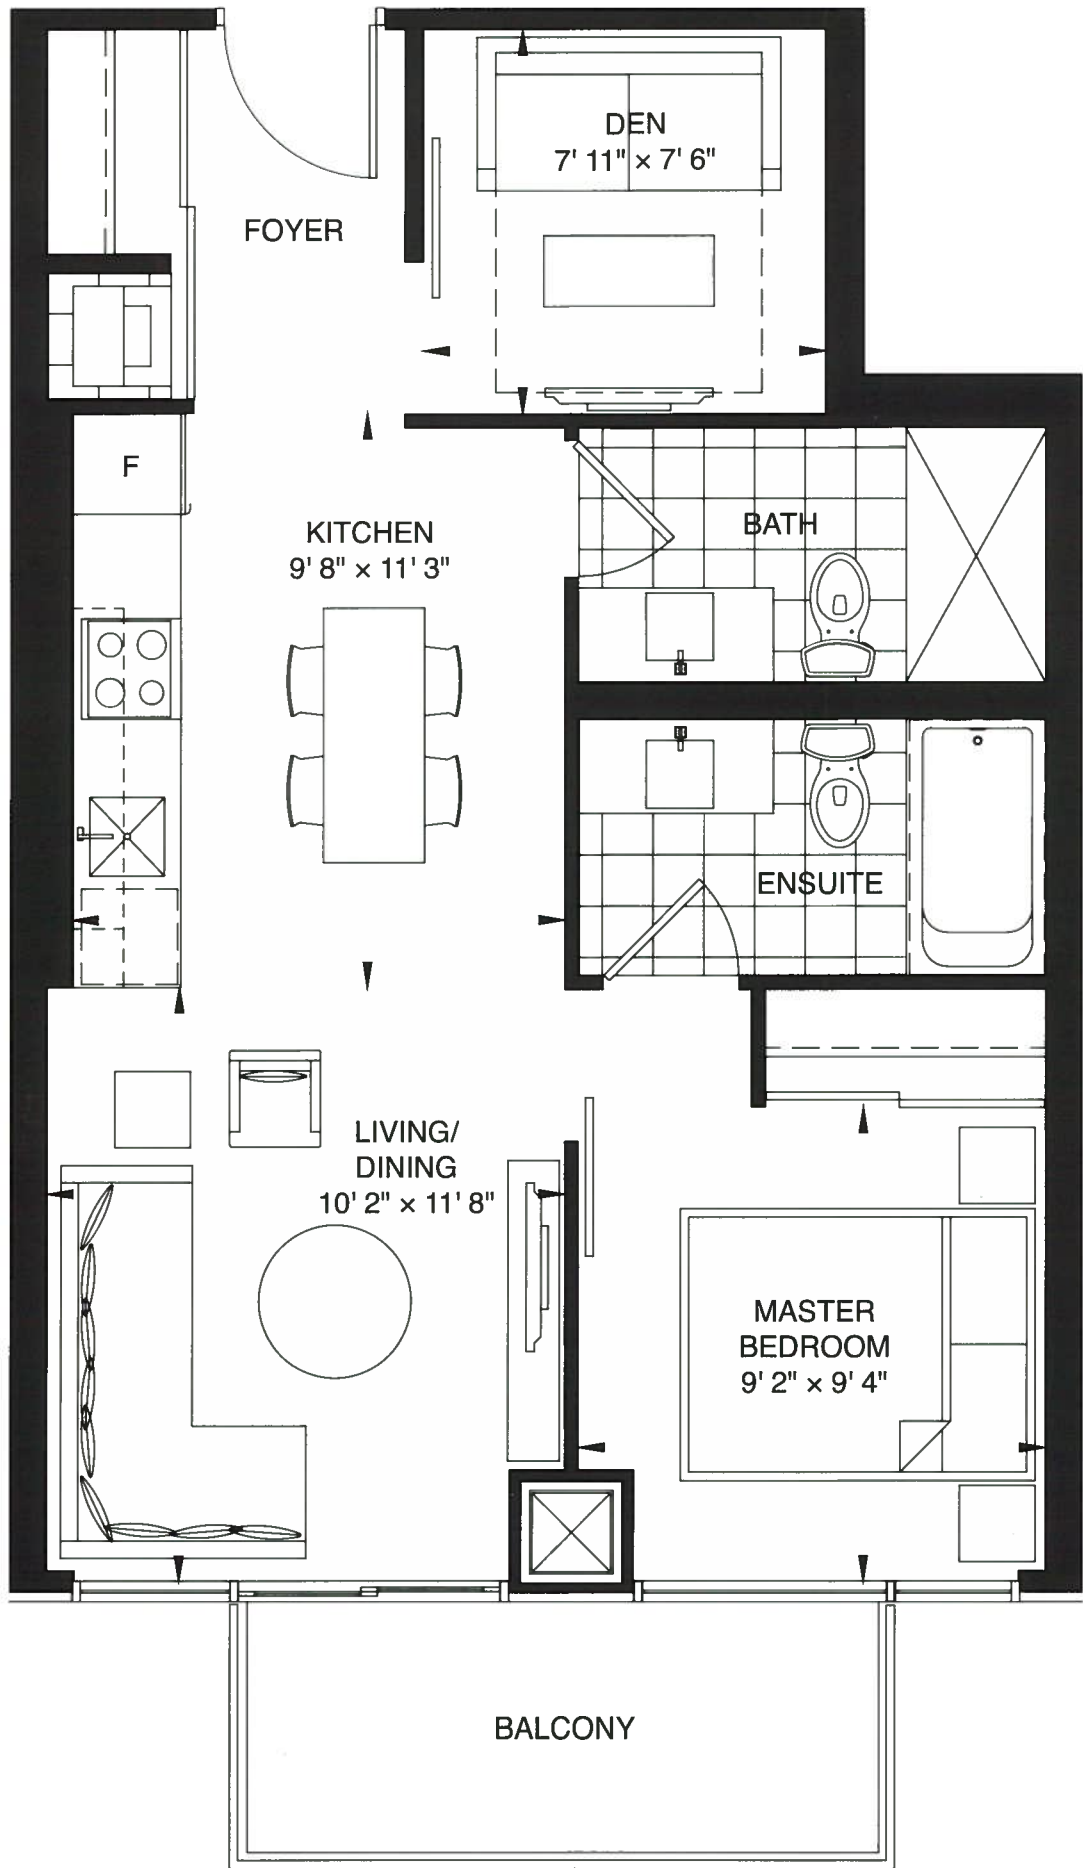 DEN
7' 11" × 7' 6"
FOYER
F
KITCHEN
9' 8" × 11' 3"
BATH
ENSUITE
LIVING/
DINING
10' 2" × 11' 8"
MASTER
BEDROOM
9' 2" × 9' 4"
BALCONY